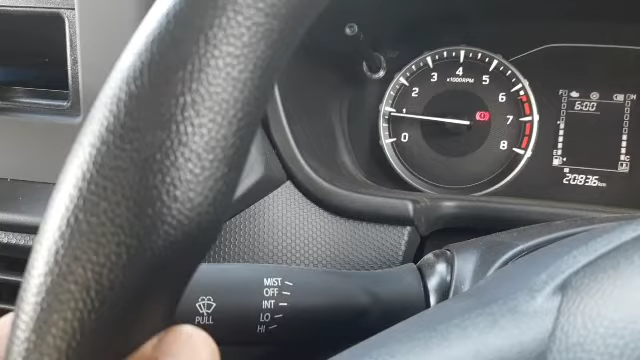 x1000RPM
0
1
2
3
4
5
6
7
8
F
H
6:00
E
C
20836km
MIST
OFF
INT
LO
HI
PULL